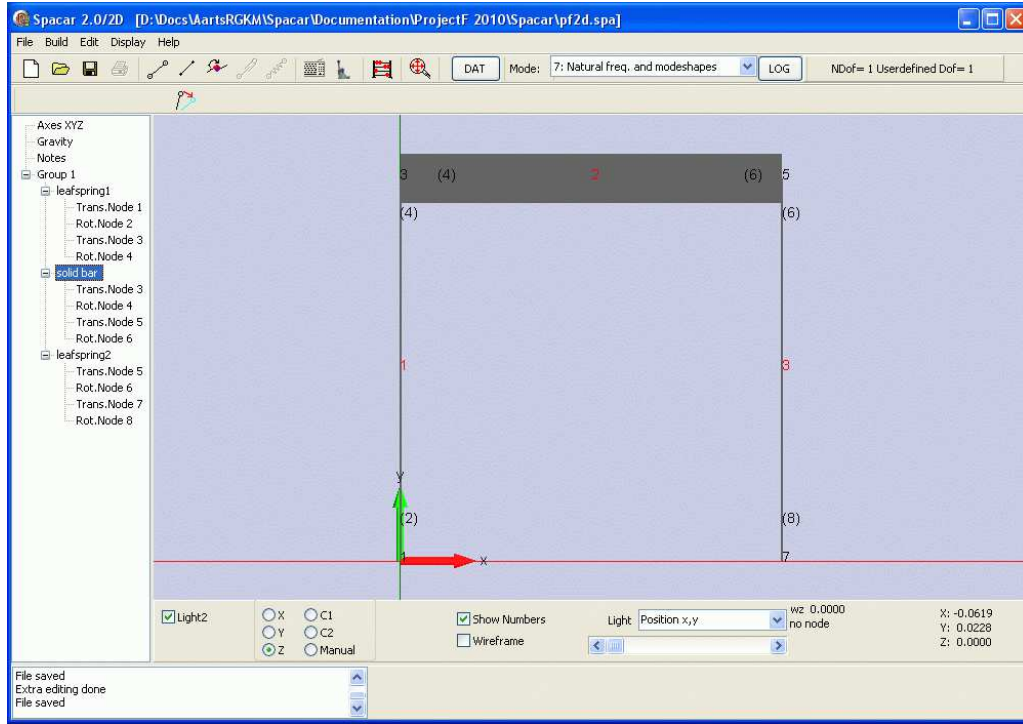 Spacar 2.0/2D [D:\Docs\AartsRGKM\Spacar\Documentation\ProjectF 2010\Spacar\pf2d.spa]
File Build Edit Display Help
DAT Mode: 7: Natural freq. and modeshapes LOG NDof= 1 Userdefined Dof= 1
Axes XYZ
Gravity
Notes
Group 1
leafspring1
Trans.Node 1
Rot.Node 2
Trans.Node 3
Rot.Node 4
solid bar
Trans.Node 3
Rot.Node 4
Trans.Node 5
Rot.Node 6
leafspring2
Trans.Node 5
Rot.Node 6
Trans.Node 7
Rot.Node 8
3 (4) 2 (6) 5
(4) (6)
1 3
y
(2) (8)
1 x 7
Light2
X C1
Y C2
Z Manual
Show Numbers
Wireframe
Light Position x,y
wz 0.0000
no node
X: -0.0619
Y: 0.0228
Z: 0.0000
File saved
Extra editing done
File saved